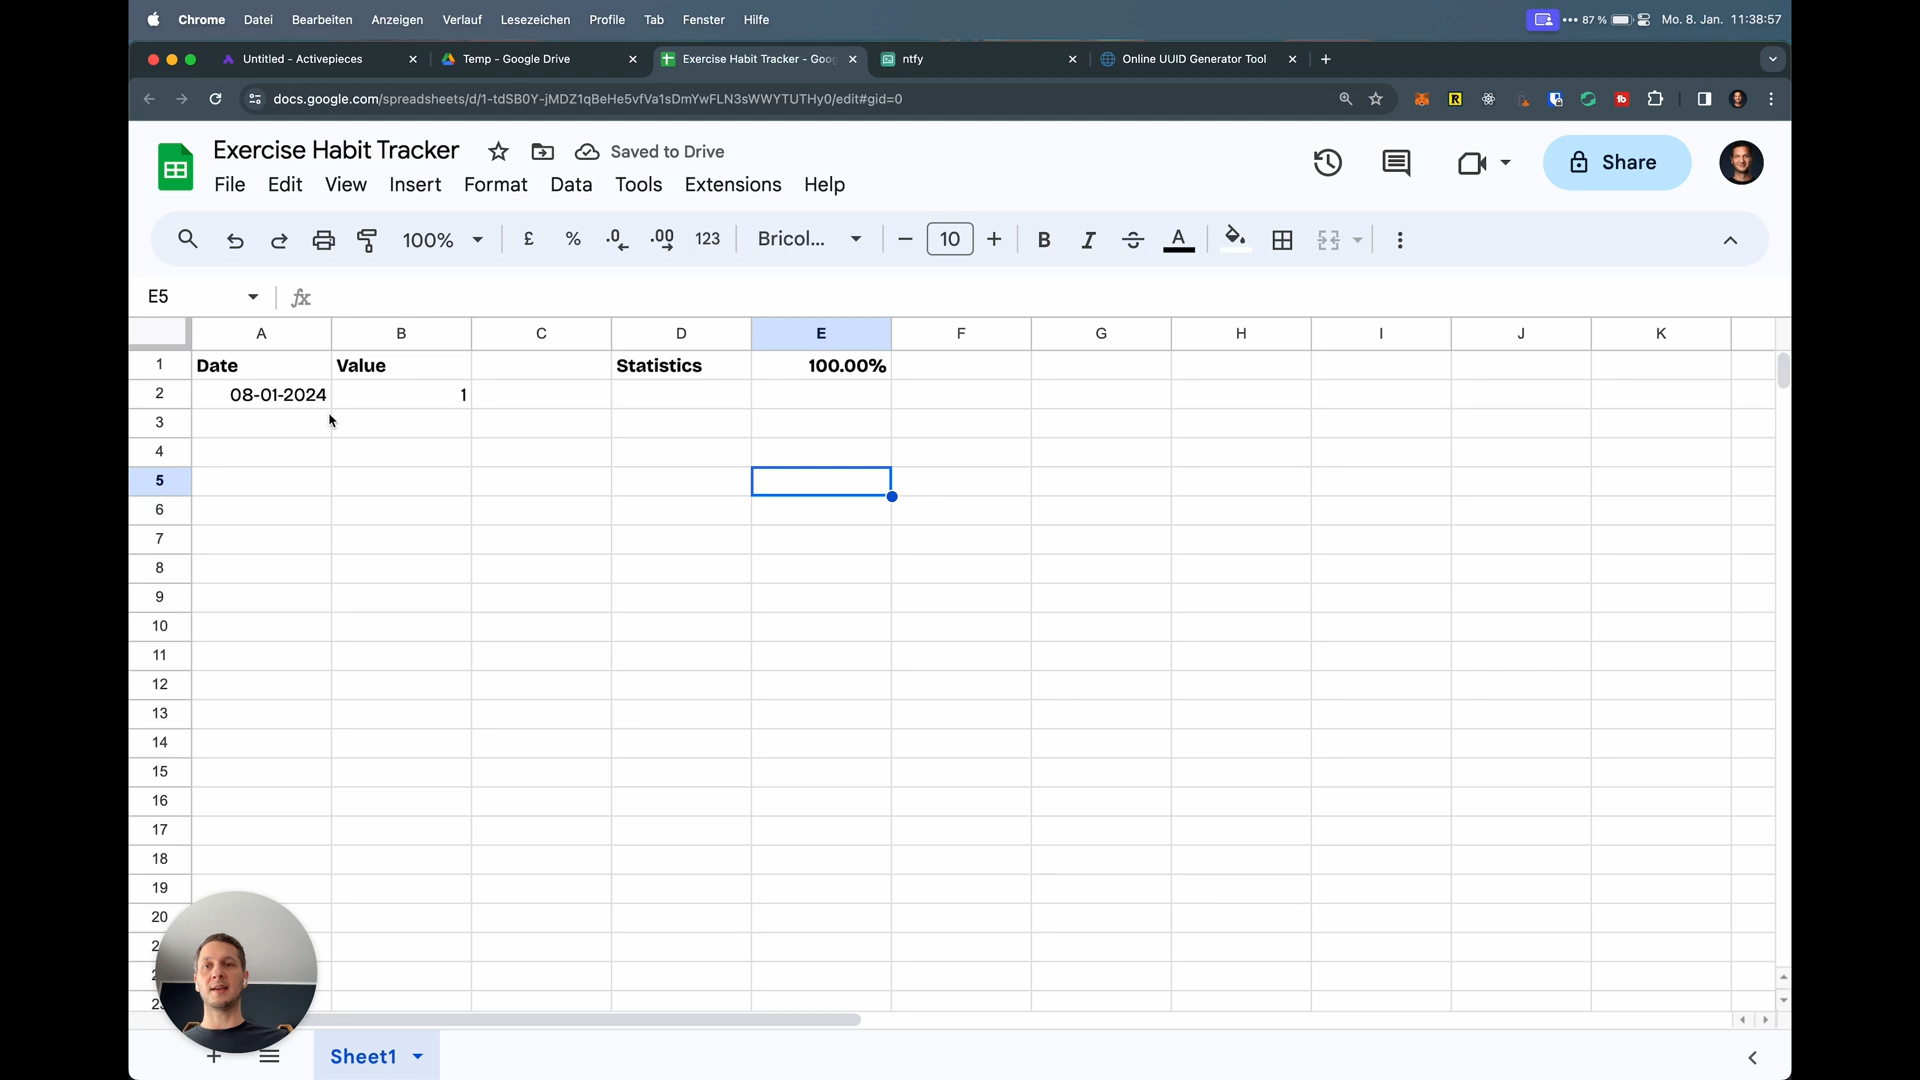 Chrome Datei Bearbeiten Anzeigen Verlauf Lesezeichen Profile Tab Fenster Hilfe 87 % Mo. 8. Jan. 11:38:57
Untitled - Activepieces Temp - Google Drive Exercise Habit Tracker - Goog ntfy Online UUID Generator Tool
docs.google.com/spreadsheets/d/1-tdSB0Y-jMDZ1qBeHe5vfVa1sDmYwFLN3sWWYTUTHy0/edit#gid=0
Exercise Habit Tracker Saved to Drive
Share
File Edit View Insert Format Data Tools Extensions Help
100% £ % .0 .00 123 Bricol... 10 B I A
E5 fx
A B C D E F G H I J K
1 Date Value Statistics 100.00%
2 08-01-2024 1
3
4
5
6
7
8
9
10
11
12
13
14
15
16
17
18
19
20
Sheet1